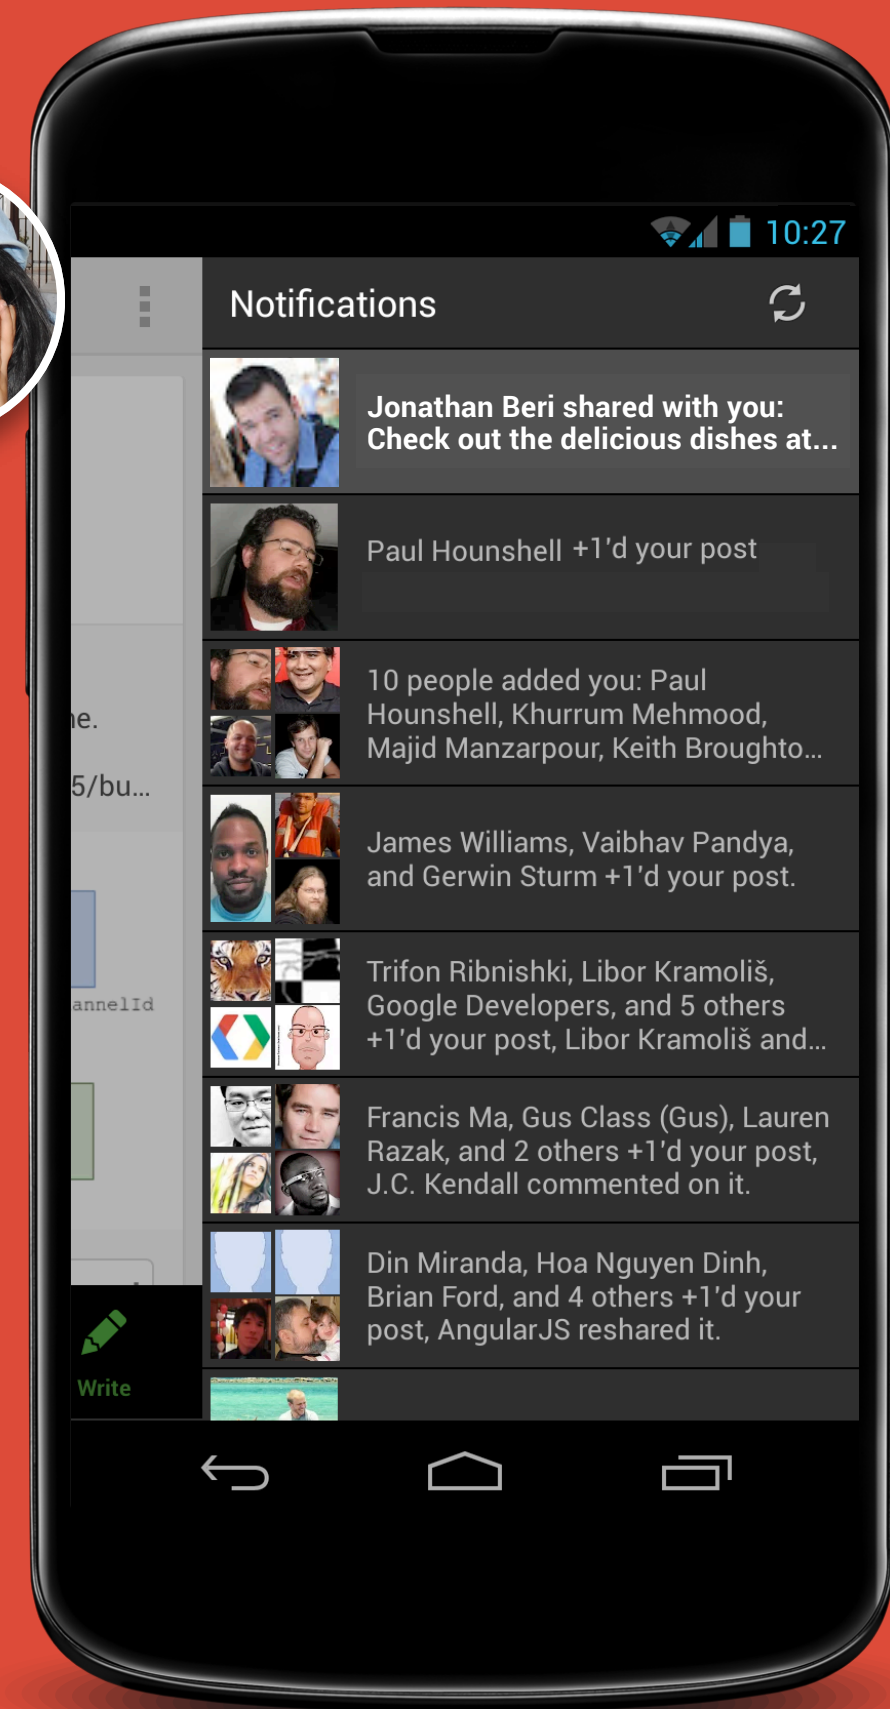 10:27
Notifications
Jonathan Beri shared with you:
Check out the delicious dishes at...
Paul Hounshell +1'd your post
10 people added you: Paul
Hounshell, Khurrum Mehmood,
Majid Manzarpour, Keith Broughto...
James Williams, Vaibhav Pandya,
and Gerwin Sturm +1'd your post.
Trifon Ribnishki, Libor Kramoliš,
Google Developers, and 5 others
+1'd your post, Libor Kramoliš and...
Francis Ma, Gus Class (Gus), Lauren
Razak, and 2 others +1'd your post,
J.C. Kendall commented on it.
Din Miranda, Hoa Nguyen Dinh,
Brian Ford, and 4 others +1'd your
post, AngularJS reshared it.
e.
5/bu...
annelId
Write